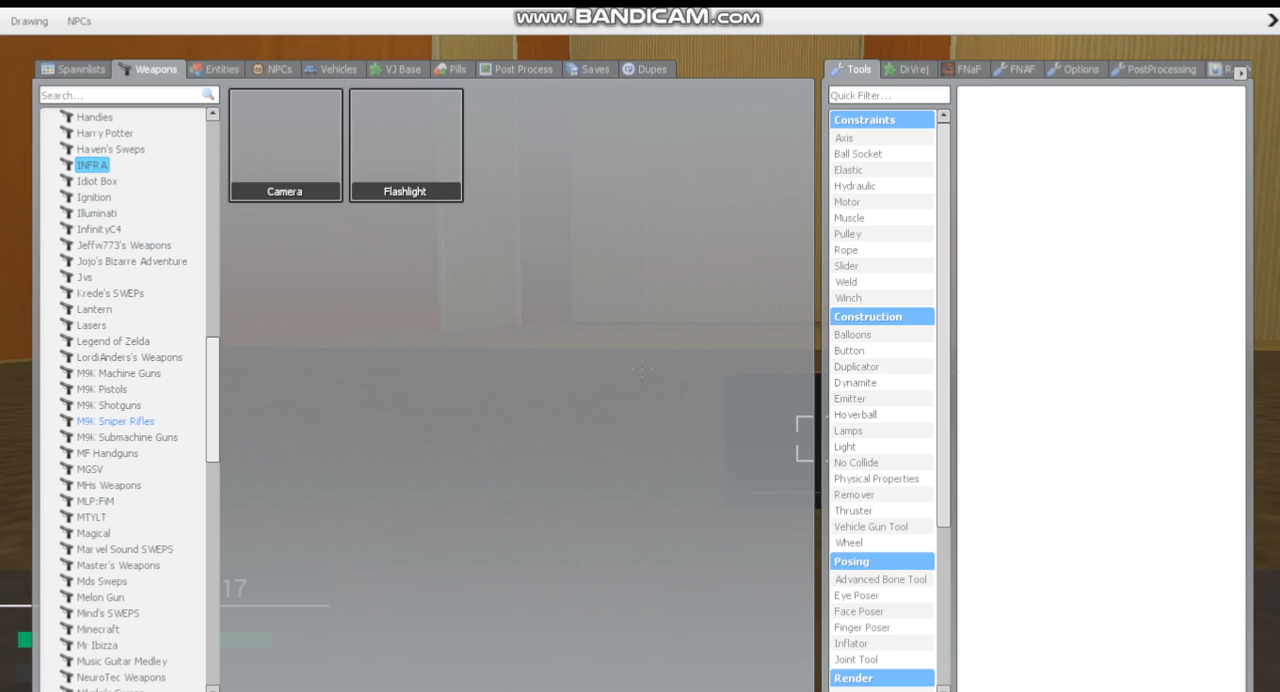 Drawing NPCs
www.BANDICAM.com
Spawnlists Weapons Entities NPCs Vehicles VJ Base Pills Post Process Saves Dupes
Search...
Handies
Harry Potter
Haven's Sweps
INFRA
Idiot Box
Ignition
Illuminati
InfinityC4
Jeffw773's Weapons
Jojo's Bizarre Adventure
Jvs
Krede's SWEPs
Lantern
Lasers
Legend of Zelda
LordiAnders's Weapons
M9K Machine Guns
M9K Pistols
M9K Shotguns
M9K Sniper Rifles
M9K Submachine Guns
MF Handguns
MGSV
MHs Weapons
MLP:FiM
MTYLT
Magical
Marvel Sound SWEPS
Master's Weapons
Mds Sweps
Melon Gun
Mind's SWEPS
Minecraft
Mr Ibizza
Music Guitar Medley
NeuroTec Weapons
Camera
Flashlight
17
Tools DrVrej FNaF FNAF Options PostProcessing
Quick Filter...
Constraints
Axis
Ball Socket
Elastic
Hydraulic
Motor
Muscle
Pulley
Rope
Slider
Weld
Winch
Construction
Balloons
Button
Duplicator
Dynamite
Emitter
Hoverball
Lamps
Light
No Collide
Physical Properties
Remover
Thruster
Vehicle Gun Tool
Wheel
Posing
Advanced Bone Tool
Eye Poser
Face Poser
Finger Poser
Inflator
Joint Tool
Render